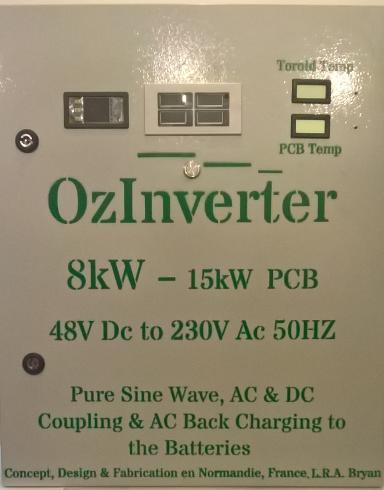 Toroid Temp
PCB Temp
OzInverter
8kW – 15kW PCB
48V Dc to 230V Ac 50HZ
Pure Sine Wave, AC & DC
Coupling & AC Back Charging to
the Batteries
Concept, Design & Fabrication en Normandie, France. L.R.A. Bryan